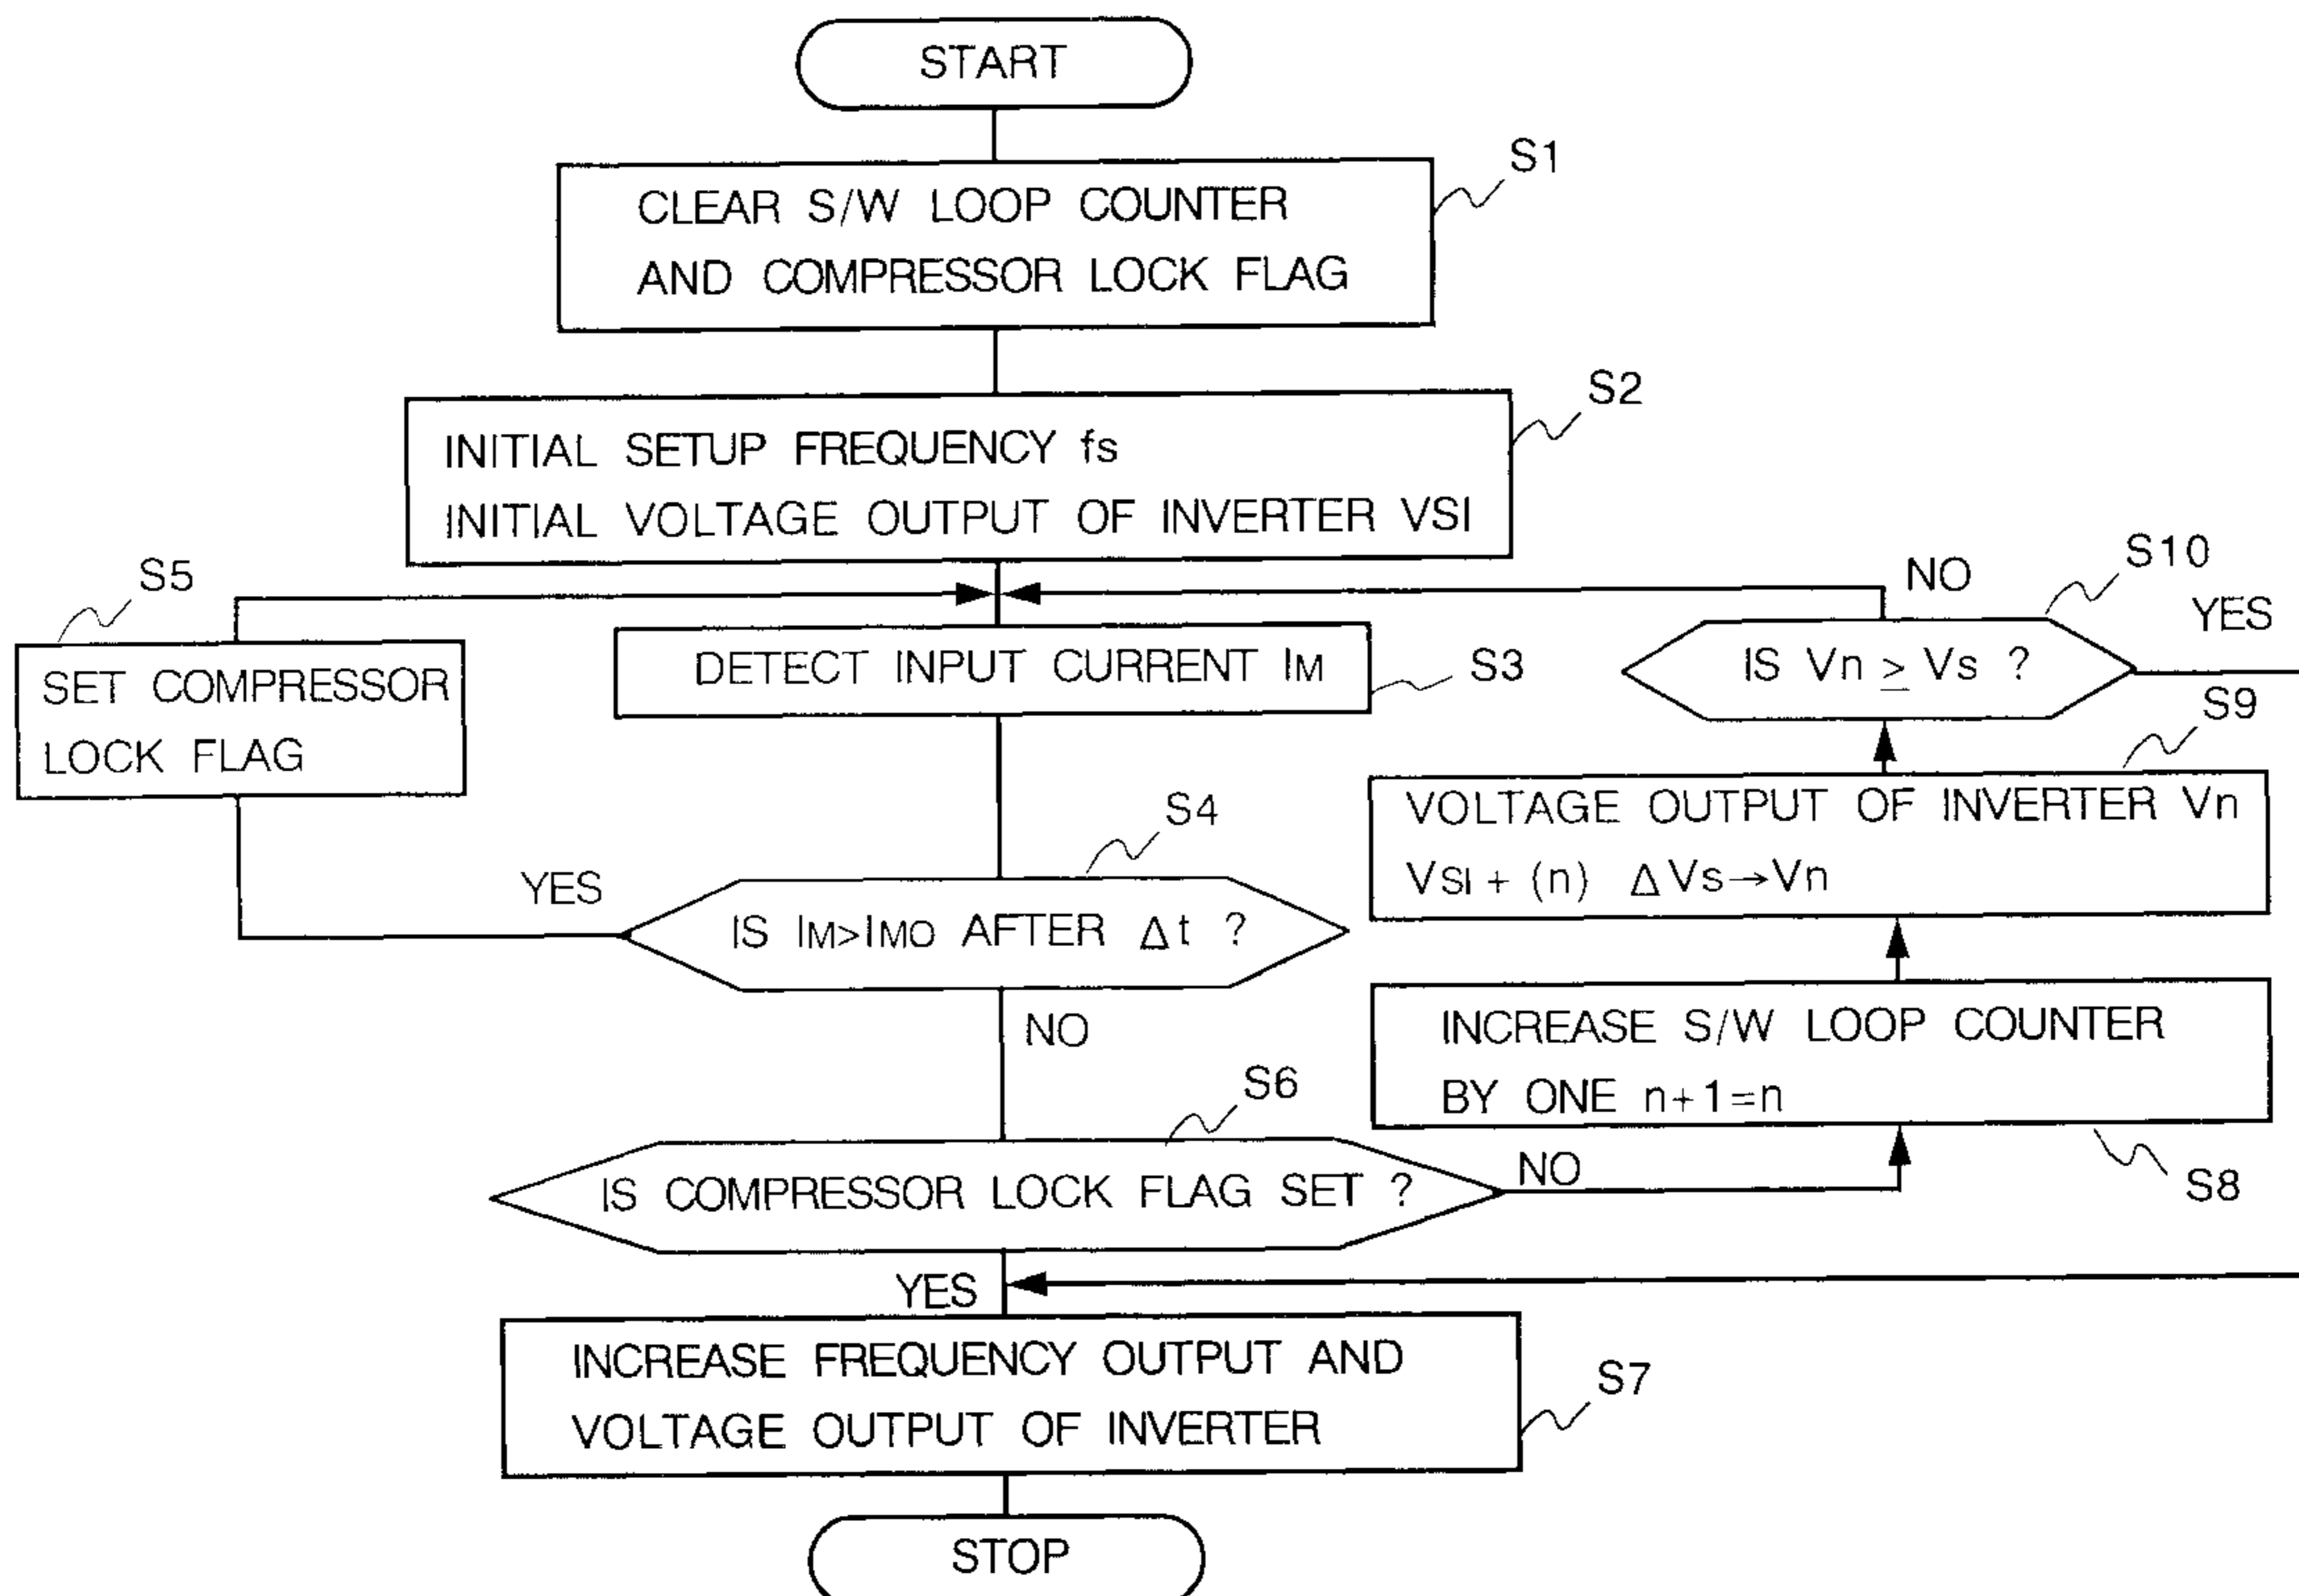 START
S1
CLEAR S/W LOOP COUNTER
AND COMPRESSOR LOCK FLAG
S2
INITIAL SETUP FREQUENCY fs
INITIAL VOLTAGE OUTPUT OF INVERTER VSI
S5
SET COMPRESSOR
LOCK FLAG
DETECT INPUT CURRENT IM
S3
S4
YES
IS IM>IMO AFTER Δt ?
NO
S6
IS COMPRESSOR LOCK FLAG SET ?
NO
YES
S10
NO
YES
IS Vn ≥ Vs ?
S9
VOLTAGE OUTPUT OF INVERTER Vn
VSI + (n) ΔVs→Vn
INCREASE S/W LOOP COUNTER
BY ONE n+1=n
S8
INCREASE FREQUENCY OUTPUT AND
VOLTAGE OUTPUT OF INVERTER
S7
STOP